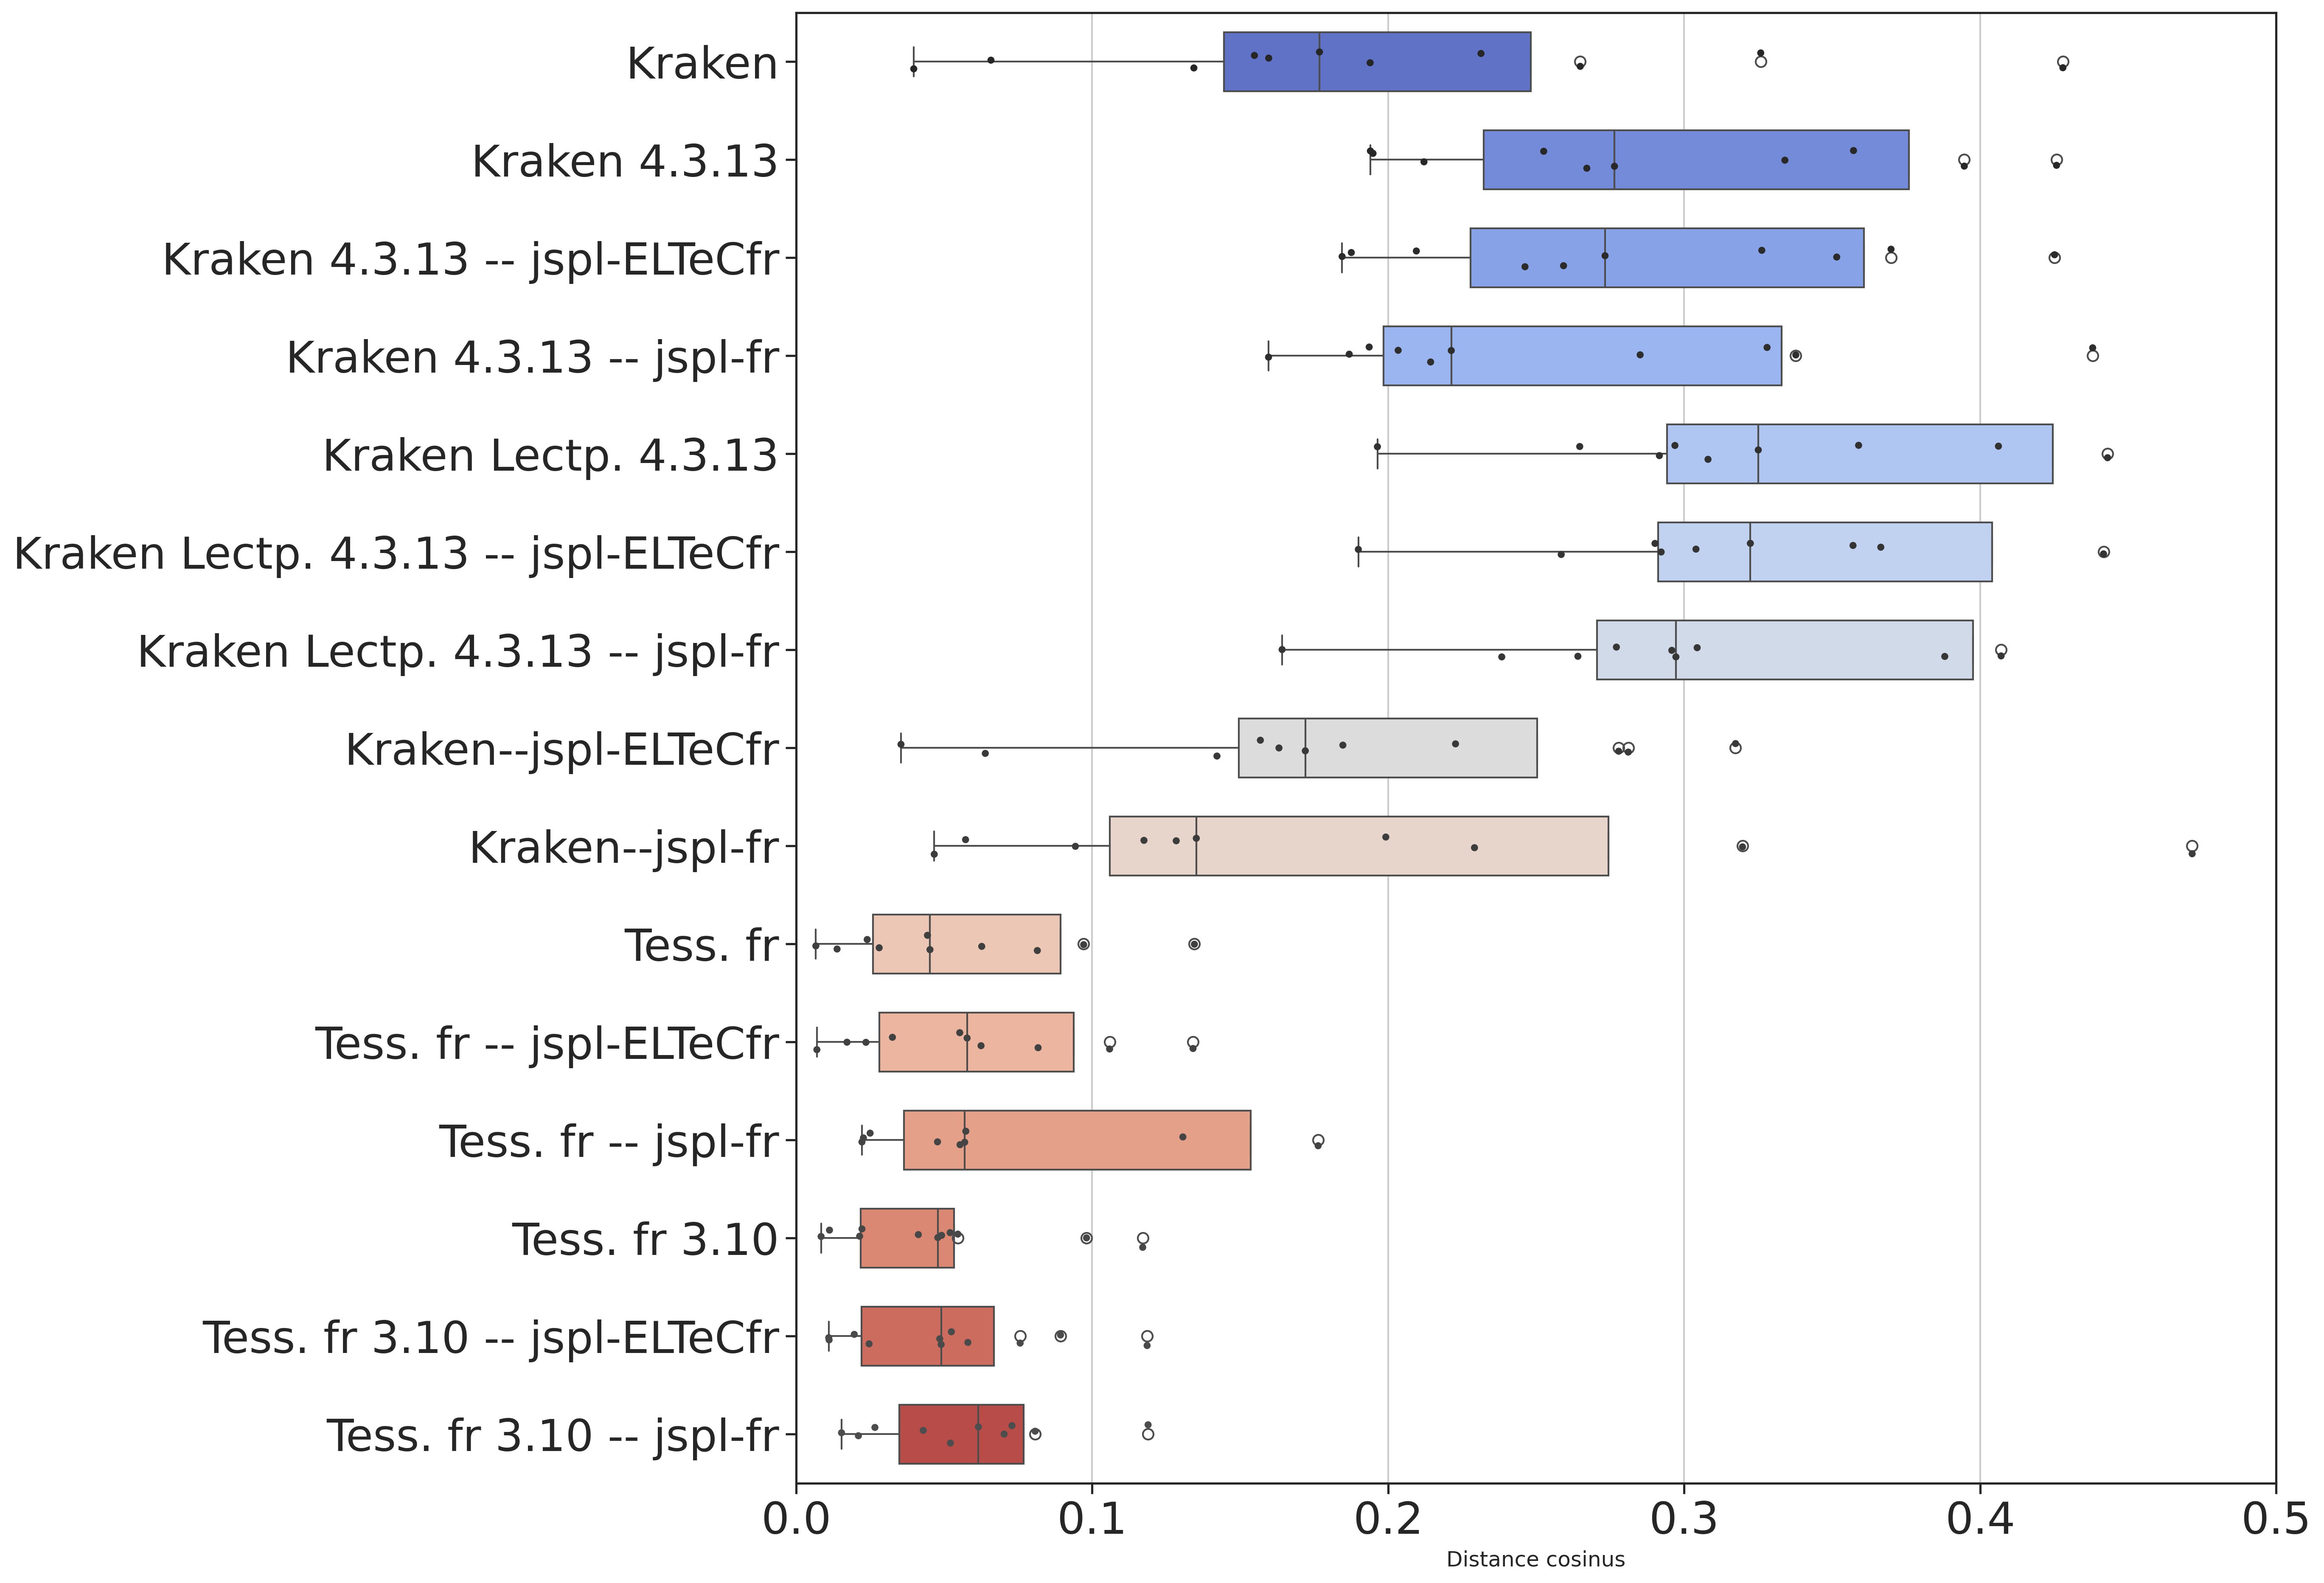 Kraken
Kraken 4.3.13
Kraken 4.3.13 -- jspl-ELTeCfr
Kraken 4.3.13 -- jspl-fr
Kraken Lectp. 4.3.13
Kraken Lectp. 4.3.13 -- jspl-ELTeCfr
Kraken Lectp. 4.3.13 -- jspl-fr
Kraken--jspl-ELTeCfr
Kraken--jspl-fr
Tess. fr
Tess. fr -- jspl-ELTeCfr
Tess. fr -- jspl-fr
Tess. fr 3.10
Tess. fr 3.10 -- jspl-ELTeCfr
Tess. fr 3.10 -- jspl-fr
0.0 0.1 0.2 0.3 0.4 0.5
Distance cosinus